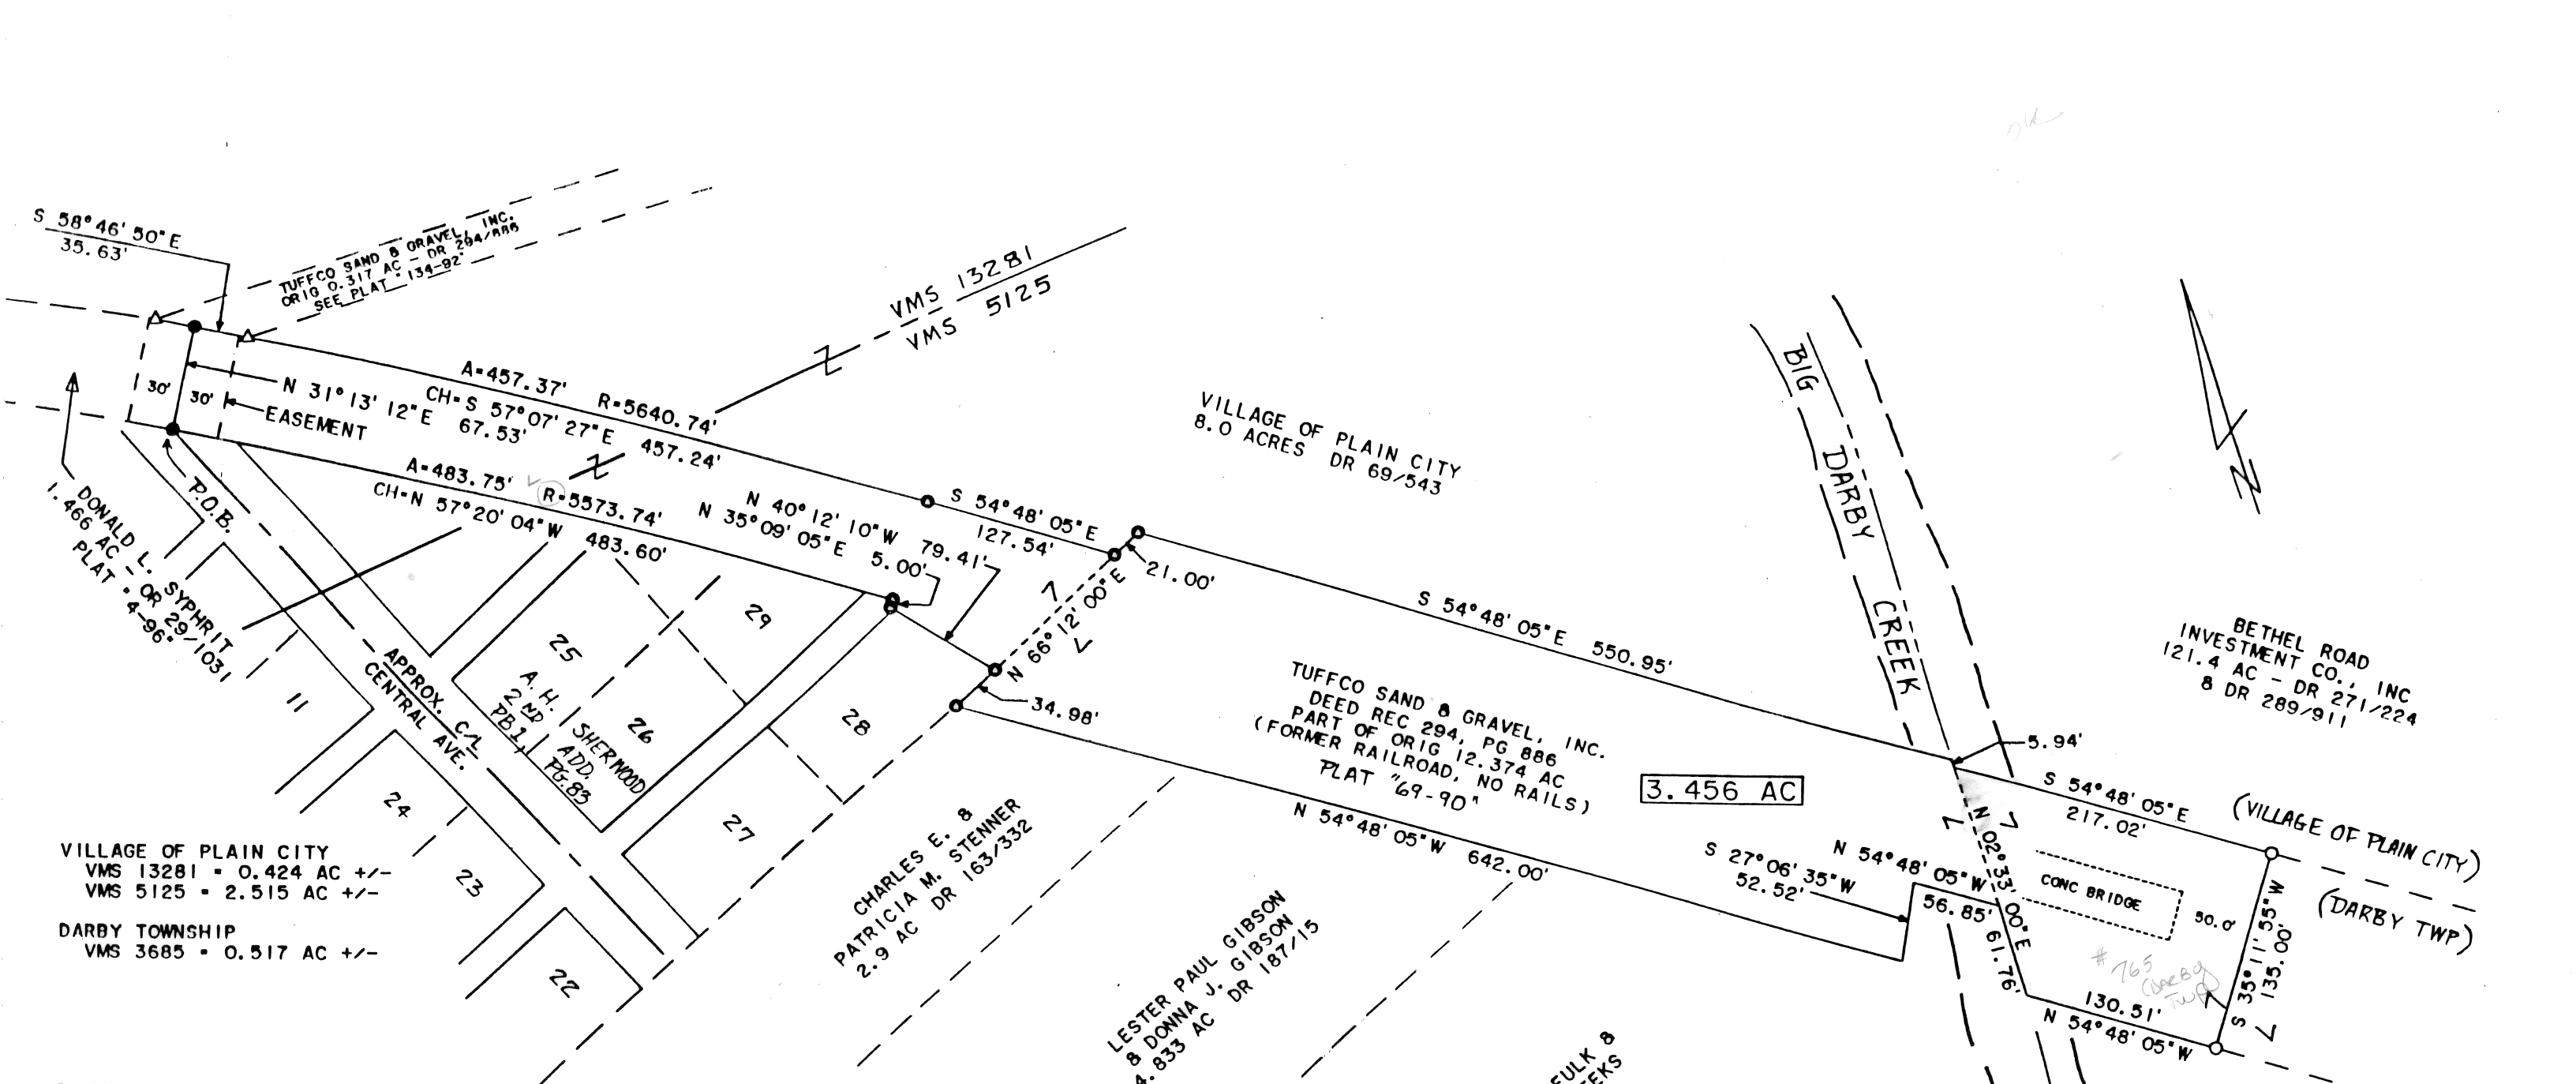 S 58°46'50"E
35.63'
TUFFCO SAND & GRAVEL, INC.
ORIG 0.317 AC - DR 294/886
SEE PLAT "134-92"
VMS 13281
VMS 5125
A=457.37' R=5640.74'
CH=S 57°07'27"E 457.24'
N 31°13'12"E 67.53'
30'
30'
EASEMENT
A=483.75' R=5573.74'
CH=N 57°20'04"W 483.60'
N 40°12'10"W 79.41'
N 35°09'05"E 5.00'
S 54°48'05"E
127.54'
21.00'
N 66°12'00"E
34.98'
VILLAGE OF PLAIN CITY
8.0 ACRES DR 69/543
BIG DARBY CREEK
S 54°48'05"E 550.95'
BETHEL ROAD
INVESTMENT CO., INC
121.4 AC - DR 271/224
& DR 289/911
N
P.O.B.
DONALD L. SYPHRIT
1.466 AC - OR 29/1031
PLAT "4-96"
APPROX. C/L
CENTRAL AVE.
25
A. H. SHERWOOD
2ND ADD.
PB 1, PG. 83
26
29
28
27
11
24
23
22
TUFFCO SAND & GRAVEL, INC.
DEED REC 294, PG 886
PART OF ORIG 12.374 AC
(FORMER RAILROAD, NO RAILS)
PLAT "69-90"
3.456 AC
N 54°48'05"W 642.00'
5.94'
S 54°48'05"E
217.02'
(VILLAGE OF PLAIN CITY)
(DARBY TWP)
S 27°06'35"W
52.52'
N 54°48'05"W
56.85'
N 02°33'00"E
61.76'
CONC BRIDGE
50.0'
S 35°11'55"W
135.00'
#765
(DARBY
TWP)
130.51'
N 54°48'05"W
VILLAGE OF PLAIN CITY
VMS 13281 = 0.424 AC +/-
VMS 5125 = 2.515 AC +/-
DARBY TOWNSHIP
VMS 3685 = 0.517 AC +/-
CHARLES E. &
PATRICIA M. STENNER
2.9 AC DR 163/332
LESTER PAUL GIBSON
& DONNA J. GIBSON
4.833 AC DR 187/15
FULK &
EKS